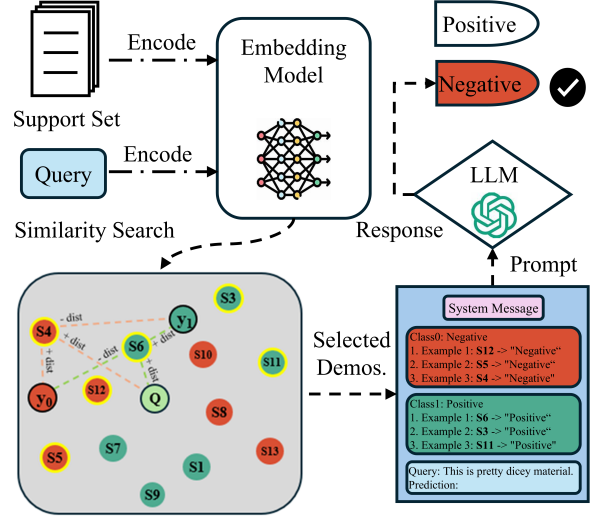 Support Set
Encode
Query
Encode
Embedding
Model
Positive
Negative
LLM
Response
Prompt
Similarity Search
S4
- dist
y1
S3
+ dist
- dist
S6
+ dist
+ dist
+ dist
S10
S11
y0
S12
Q
S8
S7
S5
S1
S13
S9
Selected
Demos.
System Message
Class0: Negative
1. Example 1: S12 -> "Negative“
2. Example 2: S5 -> "Negative“
3. Example 3: S4 -> "Negative"
Class1: Positive
1. Example 1: S6 -> "Positive“
2. Example 2: S3 -> "Positive“
3. Example 3: S11 -> "Positive"
Query: This is pretty dicey material.
Prediction: